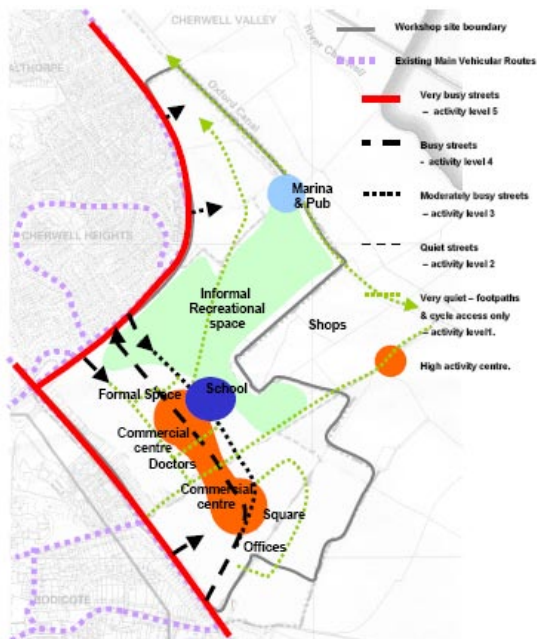 CHERWELL VALLEY
River Cherwell
Oxford Canal
ALTHORPE
CHERWELL HEIGHTS
Marina
& Pub
Informal
Recreational
space
Shops
School
Formal Space
Commercial
centre
Doctors
Commercial
centre
Square
Offices
ODICOTE
Workshop site boundary
Existing Main Vehicular Routes
Very busy streets
– activity level 5
Busy streets
- activity level 4
Moderately busy streets
– activity level 3
Quiet streets
– activity level 2
Very quiet – footpaths
& cycle access only
– activity level1.
High activity centre.